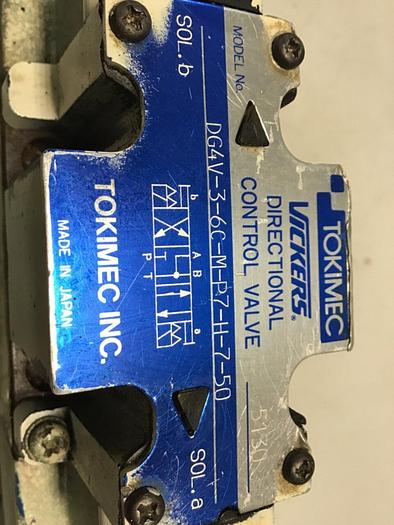 TOKIMEC
VICKERS®
DIRECTIONAL
CONTROL VALVE
5130
MODEL No.
DG4V-3-6C-M-P7-H-7-50
SOL.b
SOL.a
b
a
A B
P T
TOKIMEC INC.
MADE IN JAPAN